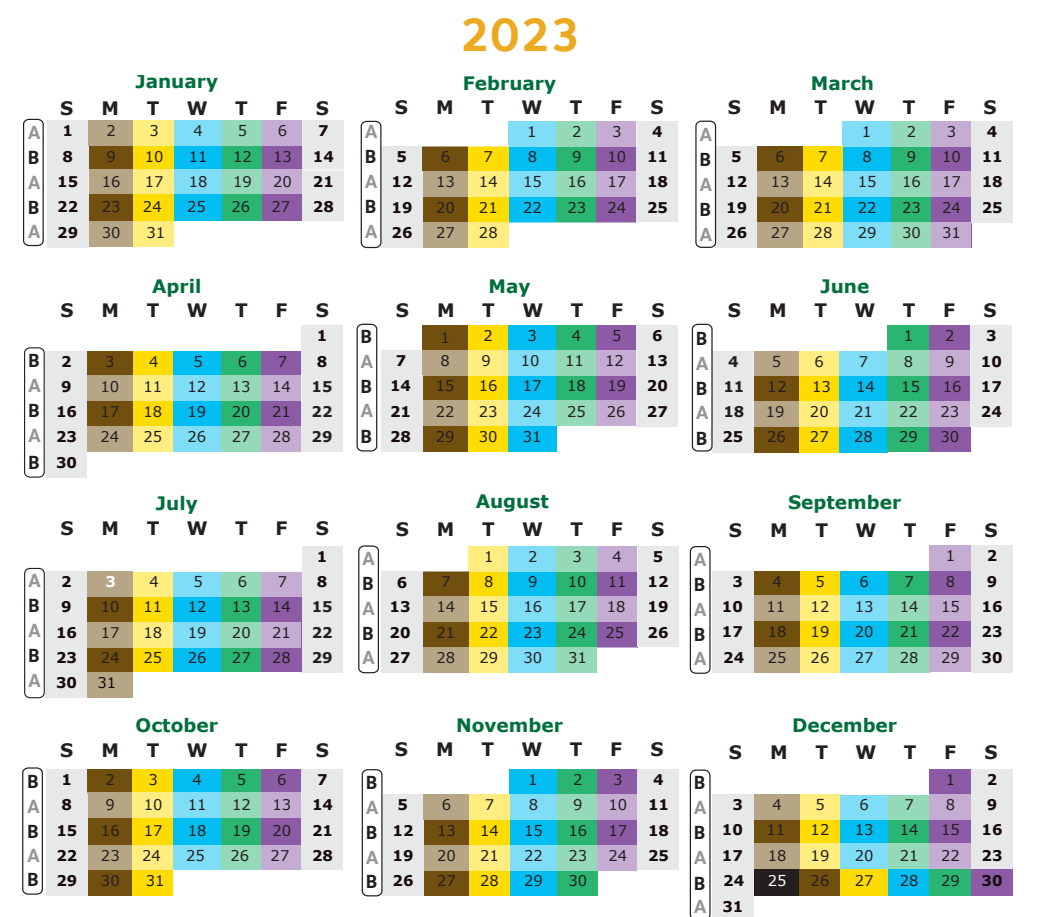 2023
January February March
S M T W T F S S M T W T F S S M T W T F S
A 1 2 3 4 5 6 7 A 1 2 3 4 A 1 2 3 4
B 8 9 10 11 12 13 14 B 5 6 7 8 9 10 11 B 5 6 7 8 9 10 11
A 15 16 17 18 19 20 21 A 12 13 14 15 16 17 18 A 12 13 14 15 16 17 18
B 22 23 24 25 26 27 28 B 19 20 21 22 23 24 25 B 19 20 21 22 23 24 25
A 29 30 31 A 26 27 28 A 26 27 28 29 30 31
April May June
S M T W T F S S M T W T F S S M T W T F S
1 B 1 2 3 4 5 6 B 1 2 3
B 2 3 4 5 6 7 8 A 7 8 9 10 11 12 13 A 4 5 6 7 8 9 10
A 9 10 11 12 13 14 15 B 14 15 16 17 18 19 20 B 11 12 13 14 15 16 17
B 16 17 18 19 20 21 22 A 21 22 23 24 25 26 27 A 18 19 20 21 22 23 24
A 23 24 25 26 27 28 29 B 28 29 30 31 B 25 26 27 28 29 30
B 30
July August September
S M T W T F S S M T W T F S S M T W T F S
1 A 1 2 3 4 5 A 1 2
A 2 3 4 5 6 7 8 B 6 7 8 9 10 11 12 B 3 4 5 6 7 8 9
B 9 10 11 12 13 14 15 A 13 14 15 16 17 18 19 A 10 11 12 13 14 15 16
A 16 17 18 19 20 21 22 B 20 21 22 23 24 25 26 B 17 18 19 20 21 22 23
B 23 24 25 26 27 28 29 A 27 28 29 30 31 A 24 25 26 27 28 29 30
A 30 31
October November December
S M T W T F S S M T W T F S S M T W T F S
B 1 2 3 4 5 6 7 B 1 2 3 4 B 1 2
A 8 9 10 11 12 13 14 A 5 6 7 8 9 10 11 A 3 4 5 6 7 8 9
B 15 16 17 18 19 20 21 B 12 13 14 15 16 17 18 B 10 11 12 13 14 15 16
A 22 23 24 25 26 27 28 A 19 20 21 22 23 24 25 A 17 18 19 20 21 22 23
B 29 30 31 B 26 27 28 29 30 B 24 25 26 27 28 29 30
A 31